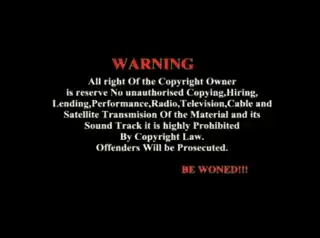 WARNING
All right Of the Copyright Owner
is reserve No unauthorised Copying,Hiring,
Lending,Performance,Radio,Television,Cable and
Satellite Transmision Of the Material and its
Sound Track it is highly Prohibited
By Copyright Law.
Offenders Will be Prosecuted.
BE WONED!!!